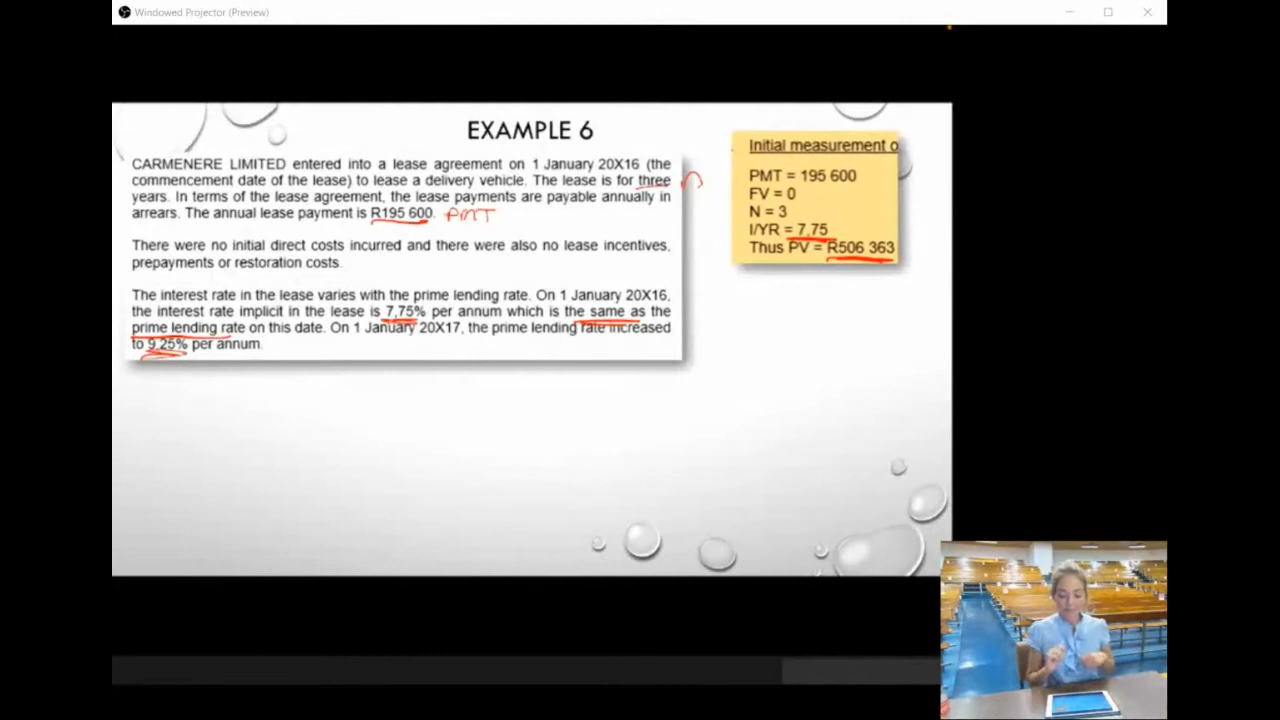 Windowed Projector (Preview)
EXAMPLE 6
CARMENERE LIMITED entered into a lease agreement on 1 January 20X16 (the
commencement date of the lease) to lease a delivery vehicle. The lease is for three n
years. In terms of the lease agreement, the lease payments are payable annually in
arrears. The annual lease payment is R195 600. PMT
There were no initial direct costs incurred and there were also no lease incentives,
prepayments or restoration costs.
The interest rate in the lease varies with the prime lending rate. On 1 January 20X16,
the interest rate implicit in the lease is 7,75% per annum which is the same as the
prime lending rate on this date. On 1 January 20X17, the prime lending rate increased
to 9,25% per annum.
Initial measurement o
PMT = 195 600
FV = 0
N = 3
I/YR = 7,75
Thus PV = R506 363